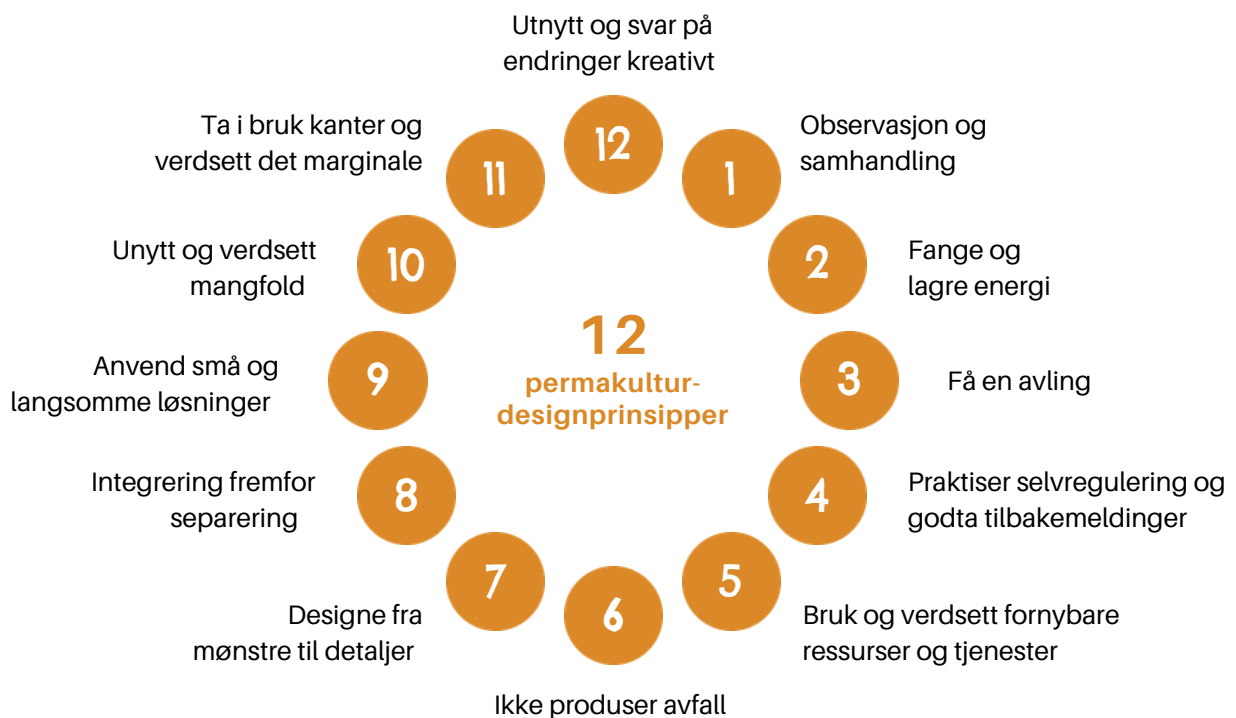 Utnytt og svar på
endringer kreativt
12
Ta i bruk kanter og
verdsett det marginale
11
1
Observasjon og
samhandling
Unytt og verdsett
mangfold
10
2
Fange og
lagre energi
12
permakultur-
designprinsipper
Anvend små og
langsomme løsninger
9
3
Få en avling
Integrering fremfor
separering
8
4
Praktiser selvregulering og
godta tilbakemeldinger
7
5
Designe fra
mønstre til detaljer
6
Bruk og verdsett fornybare
ressurser og tjenester
Ikke produser avfall